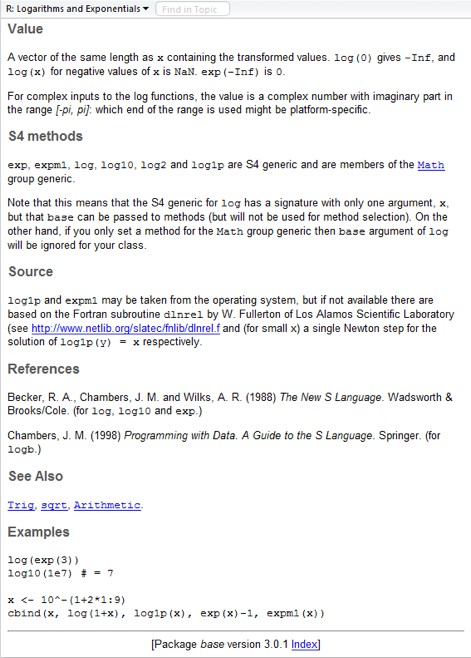 R: Logarithms and Exponentials ▾ Find in Topic
Value
A vector of the same length as x containing the transformed values. log(0) gives -Inf, and
log(x) for negative values of x is NaN. exp(-Inf) is 0.
For complex inputs to the log functions, the value is a complex number with imaginary part in
the range [-pi, pi]: which end of the range is used might be platform-specific.
S4 methods
exp, expm1, log, log10, log2 and log1p are S4 generic and are members of the Math
group generic.
Note that this means that the S4 generic for log has a signature with only one argument, x,
but that base can be passed to methods (but will not be used for method selection). On the
other hand, if you only set a method for the Math group generic then base argument of log
will be ignored for your class.
Source
log1p and expm1 may be taken from the operating system, but if not available there are
based on the Fortran subroutine dlnrel by W. Fullerton of Los Alamos Scientific Laboratory
(see http://www.netlib.org/slatec/fnlib/dlnrel.f and (for small x) a single Newton step for the
solution of log1p(y) = x respectively.
References
Becker, R. A., Chambers, J. M. and Wilks, A. R. (1988) The New S Language. Wadsworth &
Brooks/Cole. (for log, log10 and exp.)
Chambers, J. M. (1998) Programming with Data. A Guide to the S Language. Springer. (for
logb.)
See Also
Trig, sqrt, Arithmetic.
Examples
log(exp(3))
log10(1e7) # = 7
x <- 10^-(1+2*1:9)
cbind(x, log(1+x), log1p(x), exp(x)-1, expm1(x))
[Package base version 3.0.1 Index]